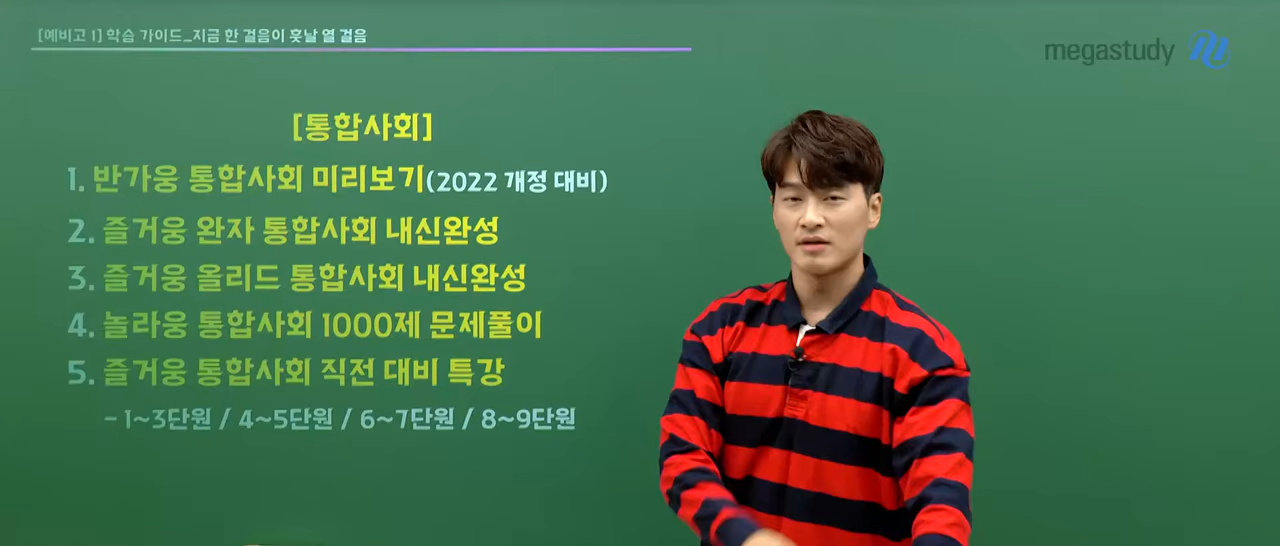 [예비고 1] 학습 가이드_지금 한 걸음이 훗날 열 걸음
megastudy
[통합사회]
1. 반가웅 통합사회 미리보기(2022 개정 대비)
2. 즐거웅 완자 통합사회 내신완성
3. 즐거웅 올리드 통합사회 내신완성
4. 놀라웅 통합사회 1000제 문제풀이
5. 즐거웅 통합사회 직전 대비 특강
- 1~3단원 / 4~5단원 / 6~7단원 / 8~9단원